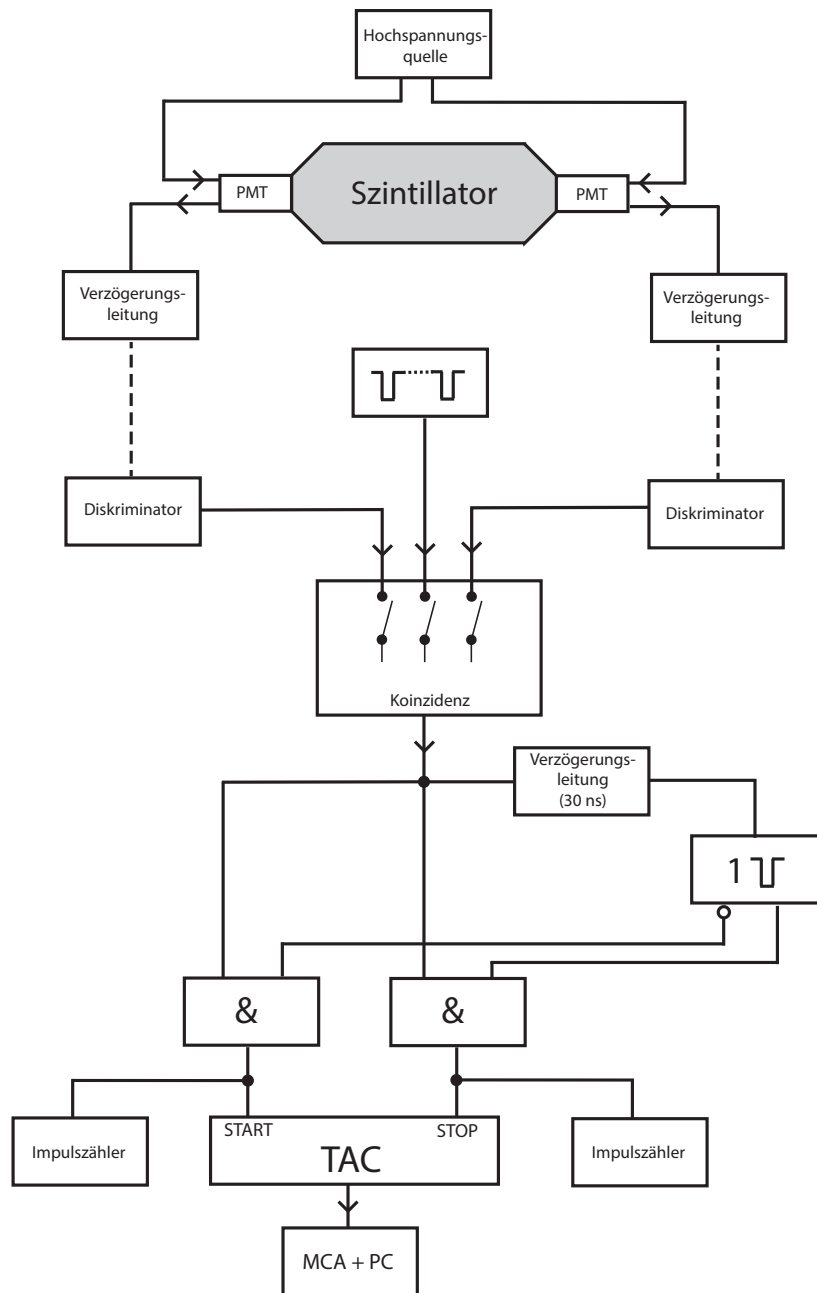 Hochspannungs-
quelle
PMT
Szintillator
PMT
Verzögerungs-
leitung
Verzögerungs-
leitung
Diskriminator
Diskriminator
Koinzidenz
Verzögerungs-
leitung
(30 ns)
1
&
&
START
STOP
Impulszähler
TAC
Impulszähler
MCA + PC